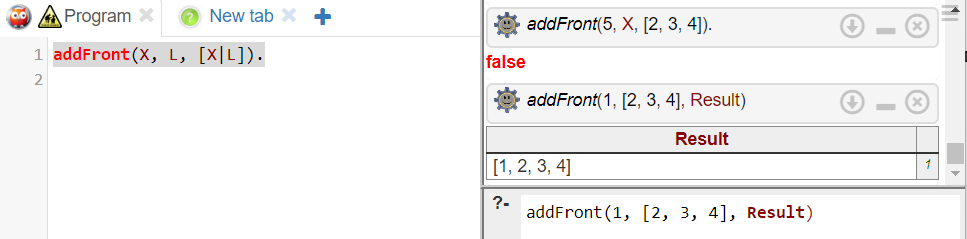 Program
New tab
1 addFront(X, L, [X|L]).
2
addFront(5, X, [2, 3, 4]).
false
addFront(1, [2, 3, 4], Result)
Result
[1, 2, 3, 4] 1
?- addFront(1, [2, 3, 4], Result)